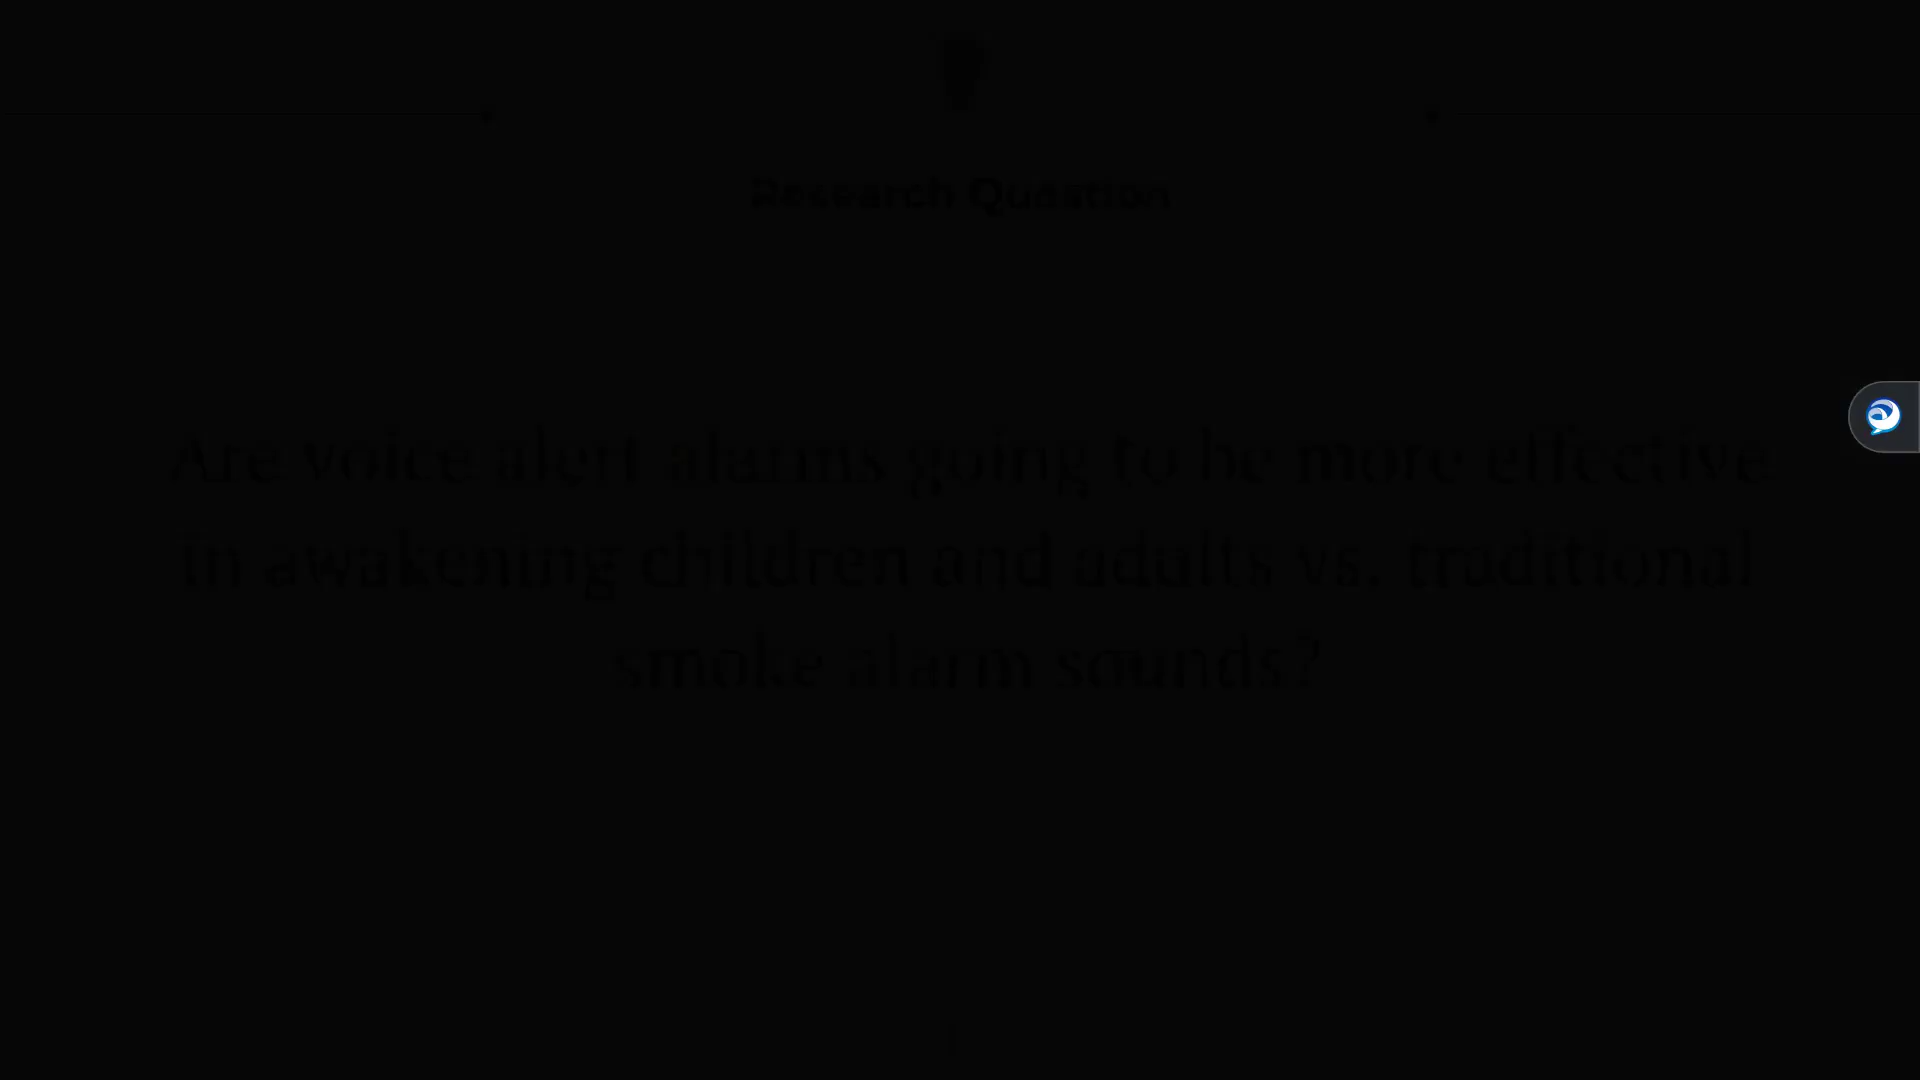 Research Question
Are voice alert alarms going to be more effective
in awakening children and adults vs. traditional
smoke alarm sounds?